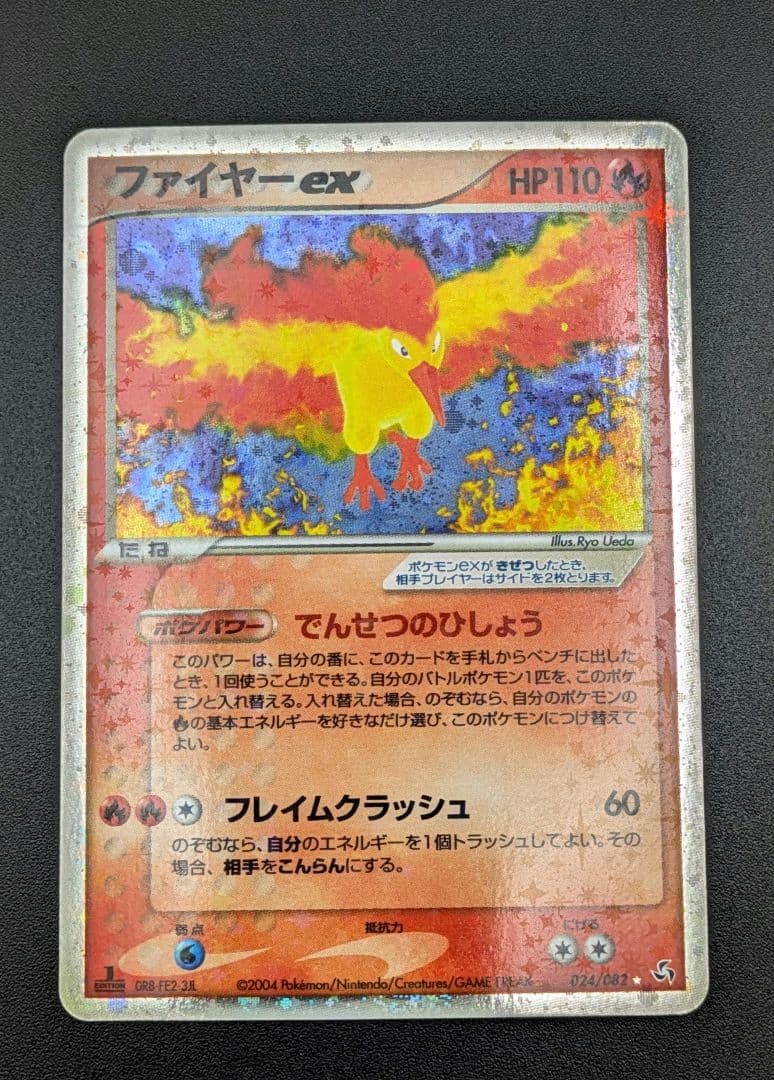 ファイヤーex HP110
たね
Illus.Ryo Ueda
ポケモンexが きぜつしたとき、
相手プレイヤーはサイドを2枚とります。
ポケパワー でんせつのひしょう
このパワーは、自分の番に、このカードを手札からベンチに出した
とき、1回使うことができる。自分のバトルポケモン1匹を、このポケ
モンと入れ替える。入れ替えた場合、のぞむなら、自分のポケモンの
の基本エネルギーを好きなだけ選び、このポケモンにつけ替えて
よい。
フレイムクラッシュ 60
のぞむなら、自分のエネルギーを1個トラッシュしてよい。その
場合、相手をこんらんにする。
弱点 抵抗力 にげる
1 EDITION GR8-FE2-3JL ©2004 Pokémon/Nintendo/Creatures/GAME FREAK 024/082 ★